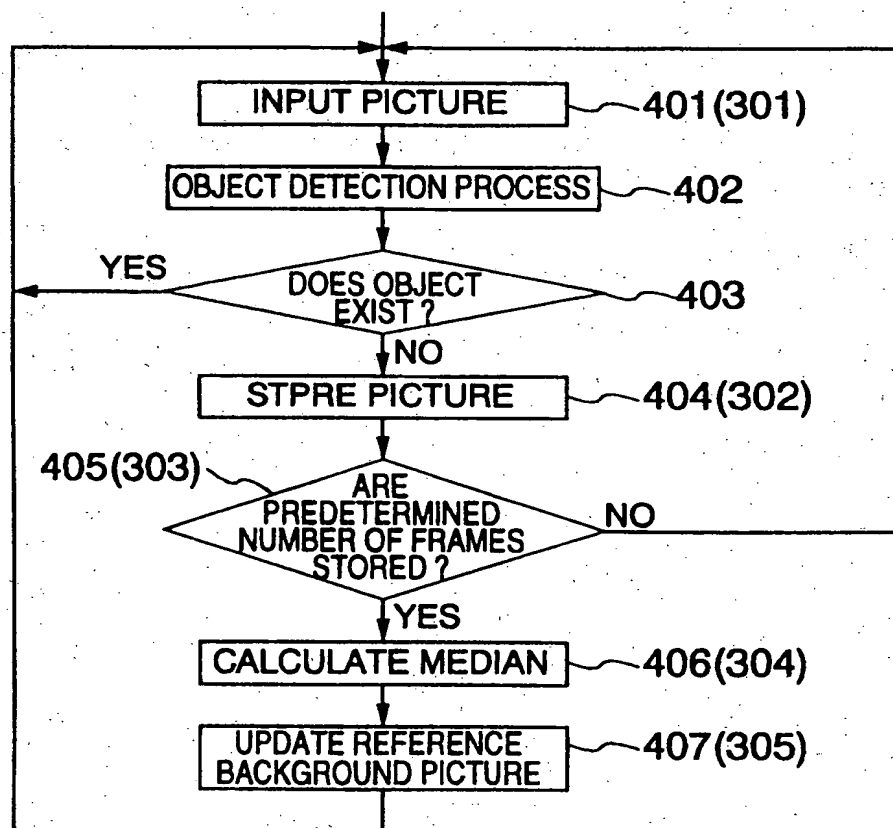 INPUT PICTURE
401(301)
OBJECT DETECTION PROCESS
402
YES
DOES OBJECT
EXIST ?
403
NO
STPRE PICTURE
404(302)
405(303)
ARE
PREDETERMINED
NUMBER OF FRAMES
STORED ?
NO
YES
CALCULATE MEDIAN
406(304)
UPDATE REFERENCE
BACKGROUND PICTURE
407(305)